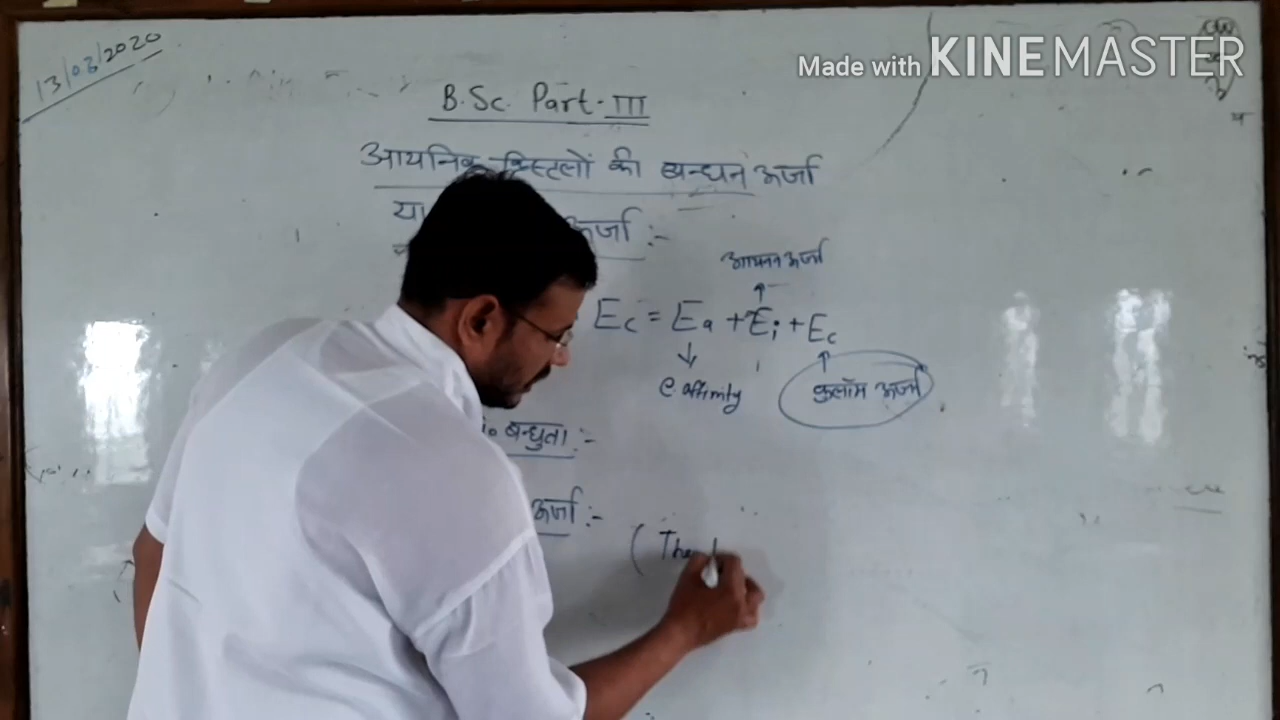 Made with KINEMASTER
13/03/2020
B.Sc. Part-III
आयनिक क्रिस्टलों की बन्धन ऊर्जा
या ऊर्जा :-
आयनन ऊर्जा
Ec = Ea + Ei + Ec
e. affinity
कुलॉम ऊर्जा
बन्धुता :-
ऊर्जा :-
( The